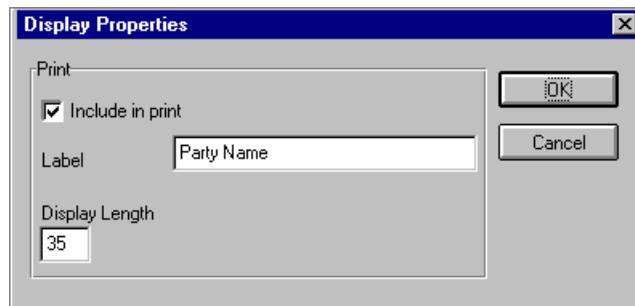 Display Properties
Print
OK
Include in print
Cancel
Label
Party Name
Display Length
35